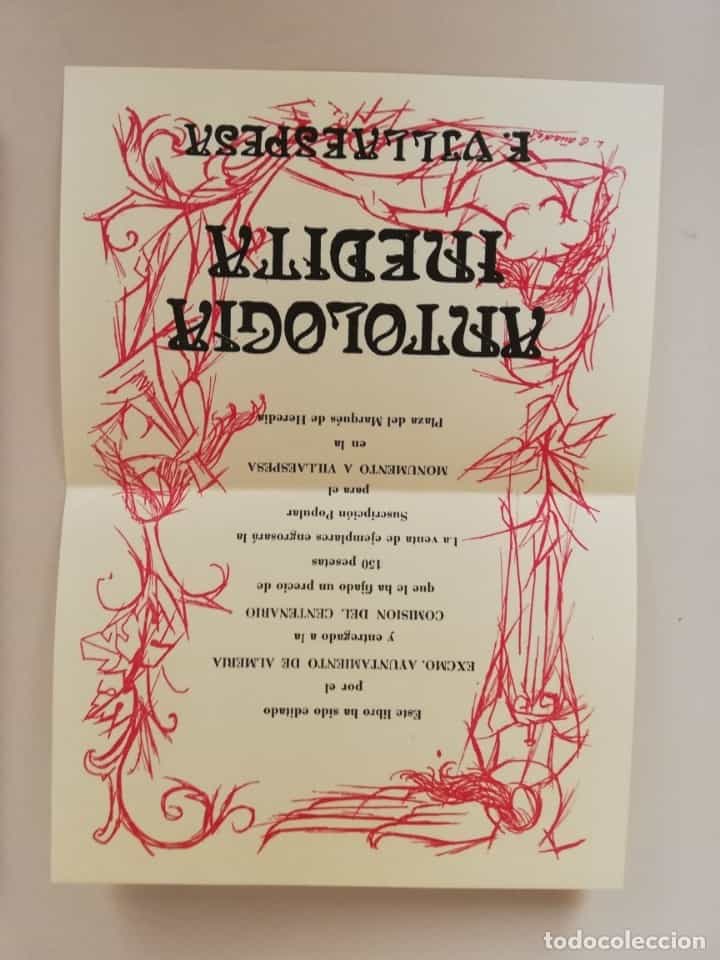 Este libro ha sido editado
por el
EXCMO. AYUNTAMIENTO DE ALMERIA
y entregado a la
COMISION DEL CENTENARIO
que le ha fijado un precio de
150 pesetas
La venta de ejemplares engrosará la
Suscripción Popular
para el
MONUMENTO A VILLAESPESA
en la
Plaza del Marqués de Heredia
ANTOLOGIA
INEDITA
F. VILLAESPESA
todocoleccion